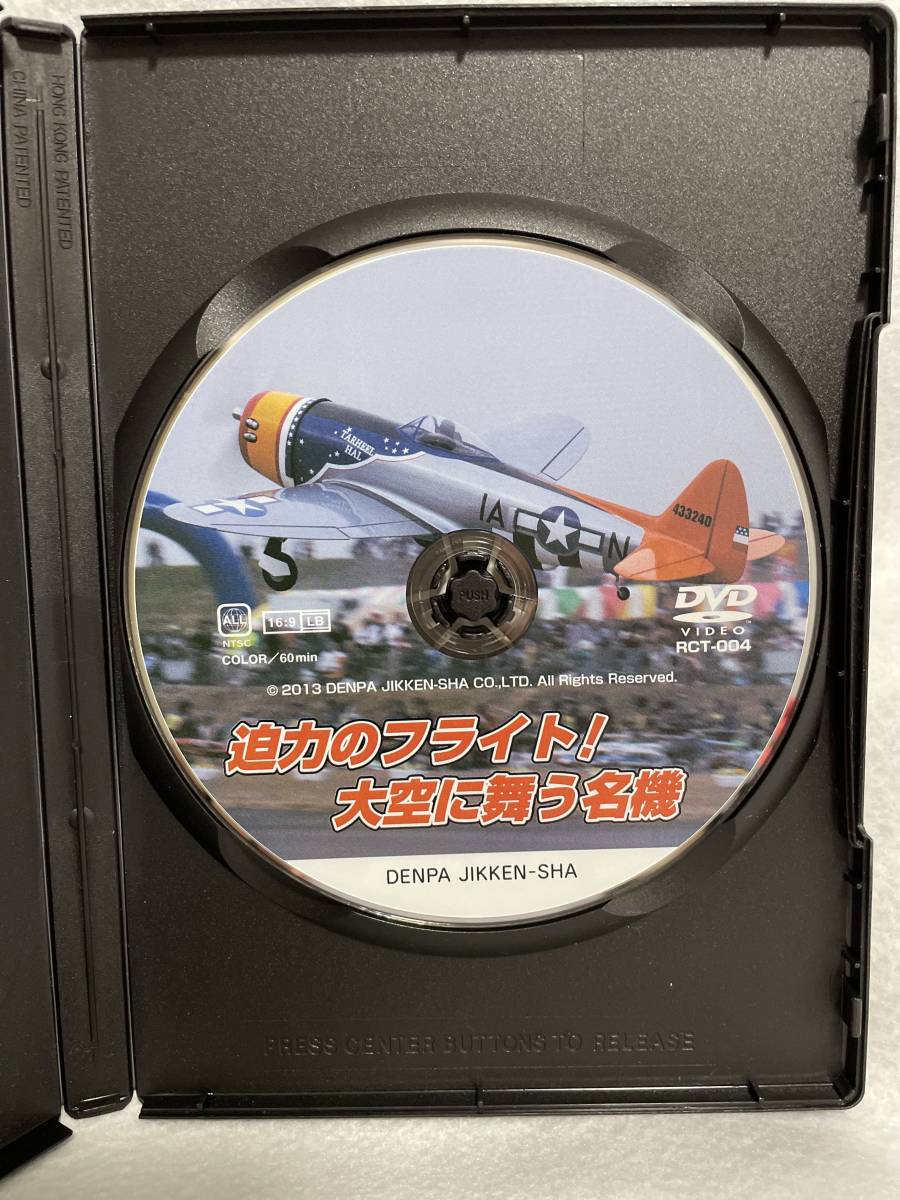 HONG KONG PATENTED
CHINA PATENTED
TARHEEL
HAL
IA
N
433240
PUSH
ALL
NTSC
16:9 LB
COLOR/60min
DVD
VIDEO
RCT-004
© 2013 DENPA JIKKEN-SHA CO.,LTD. All Rights Reserved.
迫力のフライト!
大空に舞う名機
DENPA JIKKEN-SHA
PRESS CENTER BUTTONS TO RELEASE